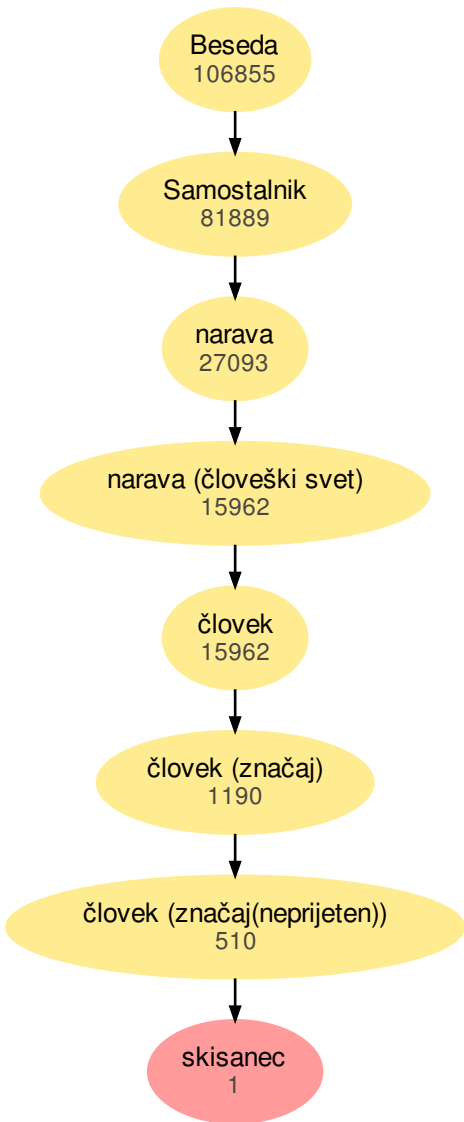 Beseda
106855
Samostalnik
81889
narava
27093
narava (človeški svet)
15962
človek
15962
človek (značaj)
1190
človek (značaj(neprijeten))
510
skisanec
1